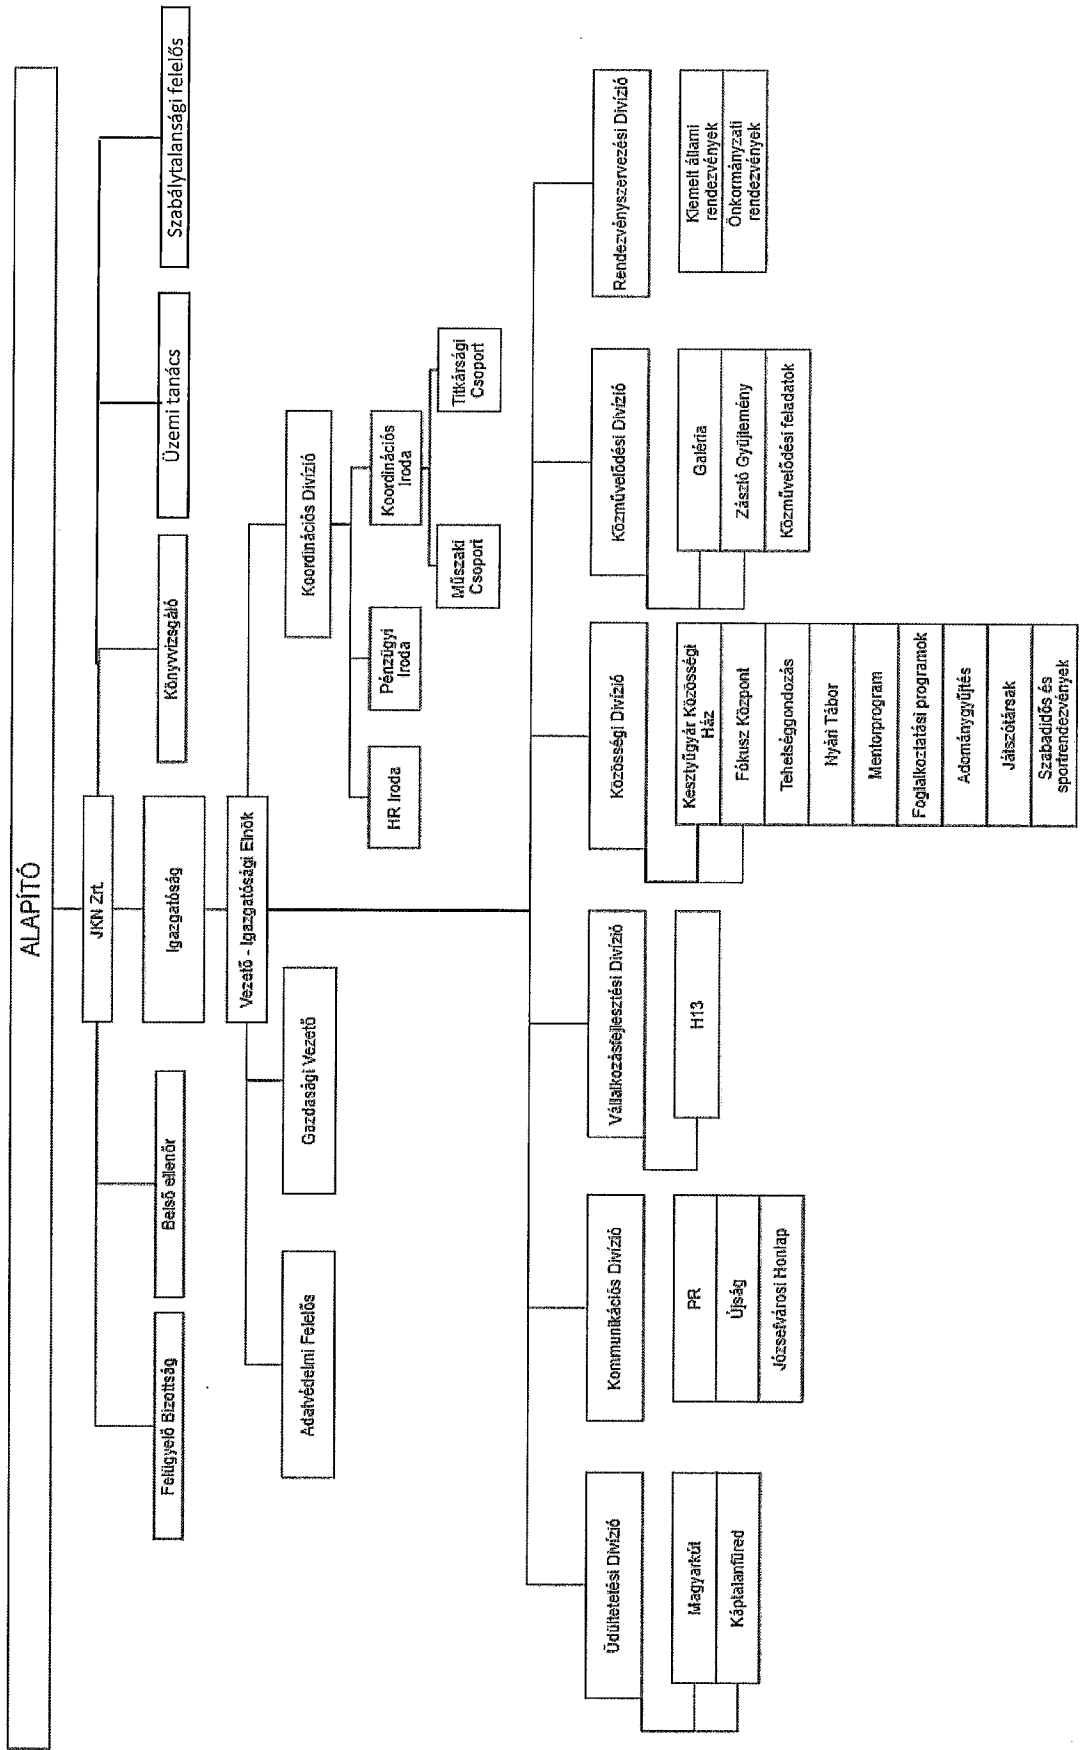 ALAPÍTÓ
JKN Zrt.
Felügyelő Bizottság
Belső ellenőr
Igazgatóság
Könyvvizsgáló
Üzemi tanács
Szabálytalansági felelős
Vezető - Igazgatósági Elnök
Adatvédelmi Felelős
Gazdasági Vezető
Koordinációs Divízió
HR Iroda
Pénzügyi
Iroda
Koordinációs
Iroda
Műszaki
Csoport
Titkársági
Csoport
Üdültetési Divízió
Magyarkút
Káptalanfüred
Kommunikációs Divízió
PR
Újság
Józsefvárosi Honlap
Vállalkozásfejlesztési Divízió
H13
Közösségi Divízió
Kesztyűgyár Közösségi
Ház
Fókusz Központ
Tehetséggondozás
Nyári Tábor
Mentorprogram
Foglalkoztatási programok
Adománygyűjtés
Játszótársak
Szabadidős és
sportrendezvények
Közművelődési Divízió
Galéria
Zászló Gyűjtemény
Közművelődési feladatok
Rendezvényszervezési Divízió
Kiemelt állami
rendezvények
Önkormányzati
rendezvények